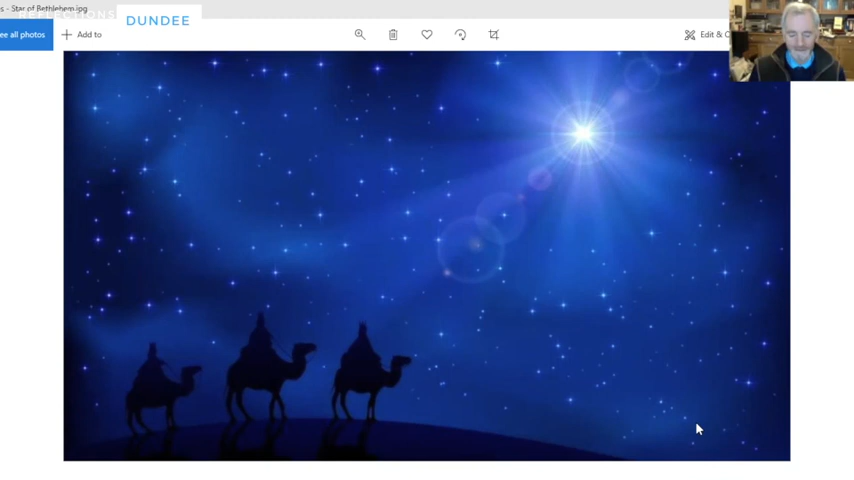 s - Star of Bethlehem.jpg
REFLECTIONS
DUNDEE
ee all photos
Add to
Edit & C